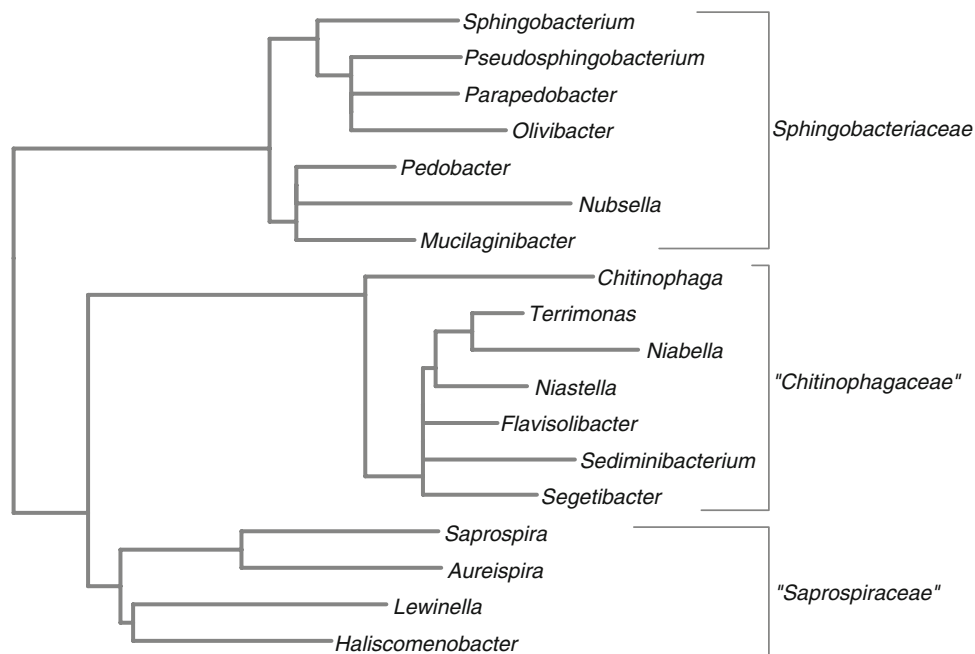 Sphingobacterium
Pseudosphingobacterium
Parapedobacter
Olivibacter
Sphingobacteriaceae
Pedobacter
Nubsella
Mucilaginibacter
Chitinophaga
Terrimonas
Niabella
"Chitinophagaceae"
Niastella
Flavisolibacter
Sediminibacterium
Segetibacter
Saprospira
Aureispira
"Saprospiraceae"
Lewinella
Haliscomenobacter